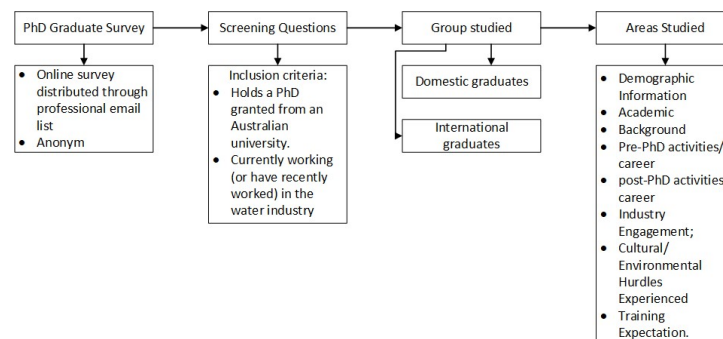 PhD Graduate Survey
Screening Questions
Group studied
Areas Studied
• Online survey
distributed through
professional email
list
• Anonym
Inclusion criteria:
• Holds a PhD
granted from an
Australian
university.
• Currently working
(or have recently
worked) in the
water industry
Domestic graduates
International
graduates
• Demographic
Information
• Academic
• Background
• Pre-PhD activities/
career
• post-PhD activities
career
• Industry
Engagement;
• Cultural/
Environmental
Hurdles
Experienced
• Training
Expectation.